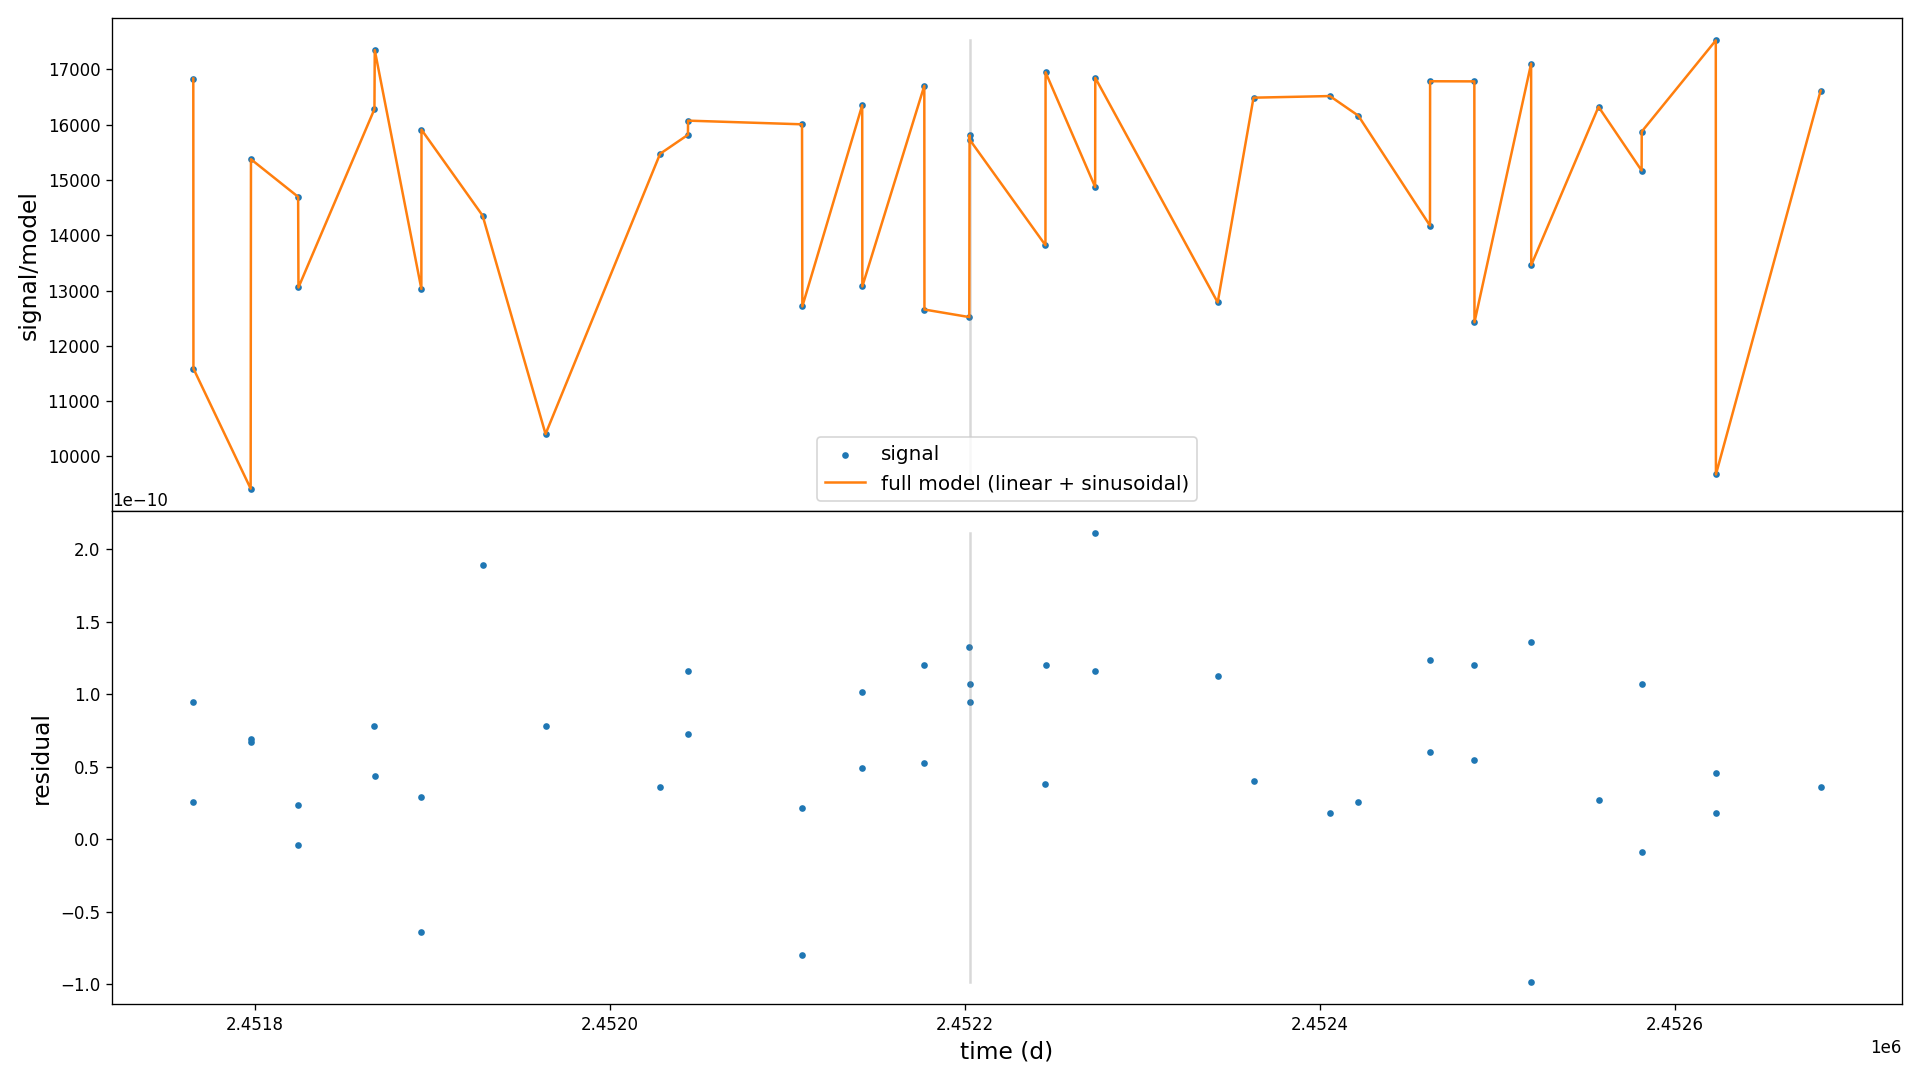 17000
16000
15000
14000
13000
12000
11000
10000
signal/model
signal
full model (linear + sinusoidal)
1e−10
2.0
1.5
1.0
0.5
0.0
−0.5
−1.0
residual
2.4518 2.4520 2.4522 2.4524 2.4526
1e6
time (d)